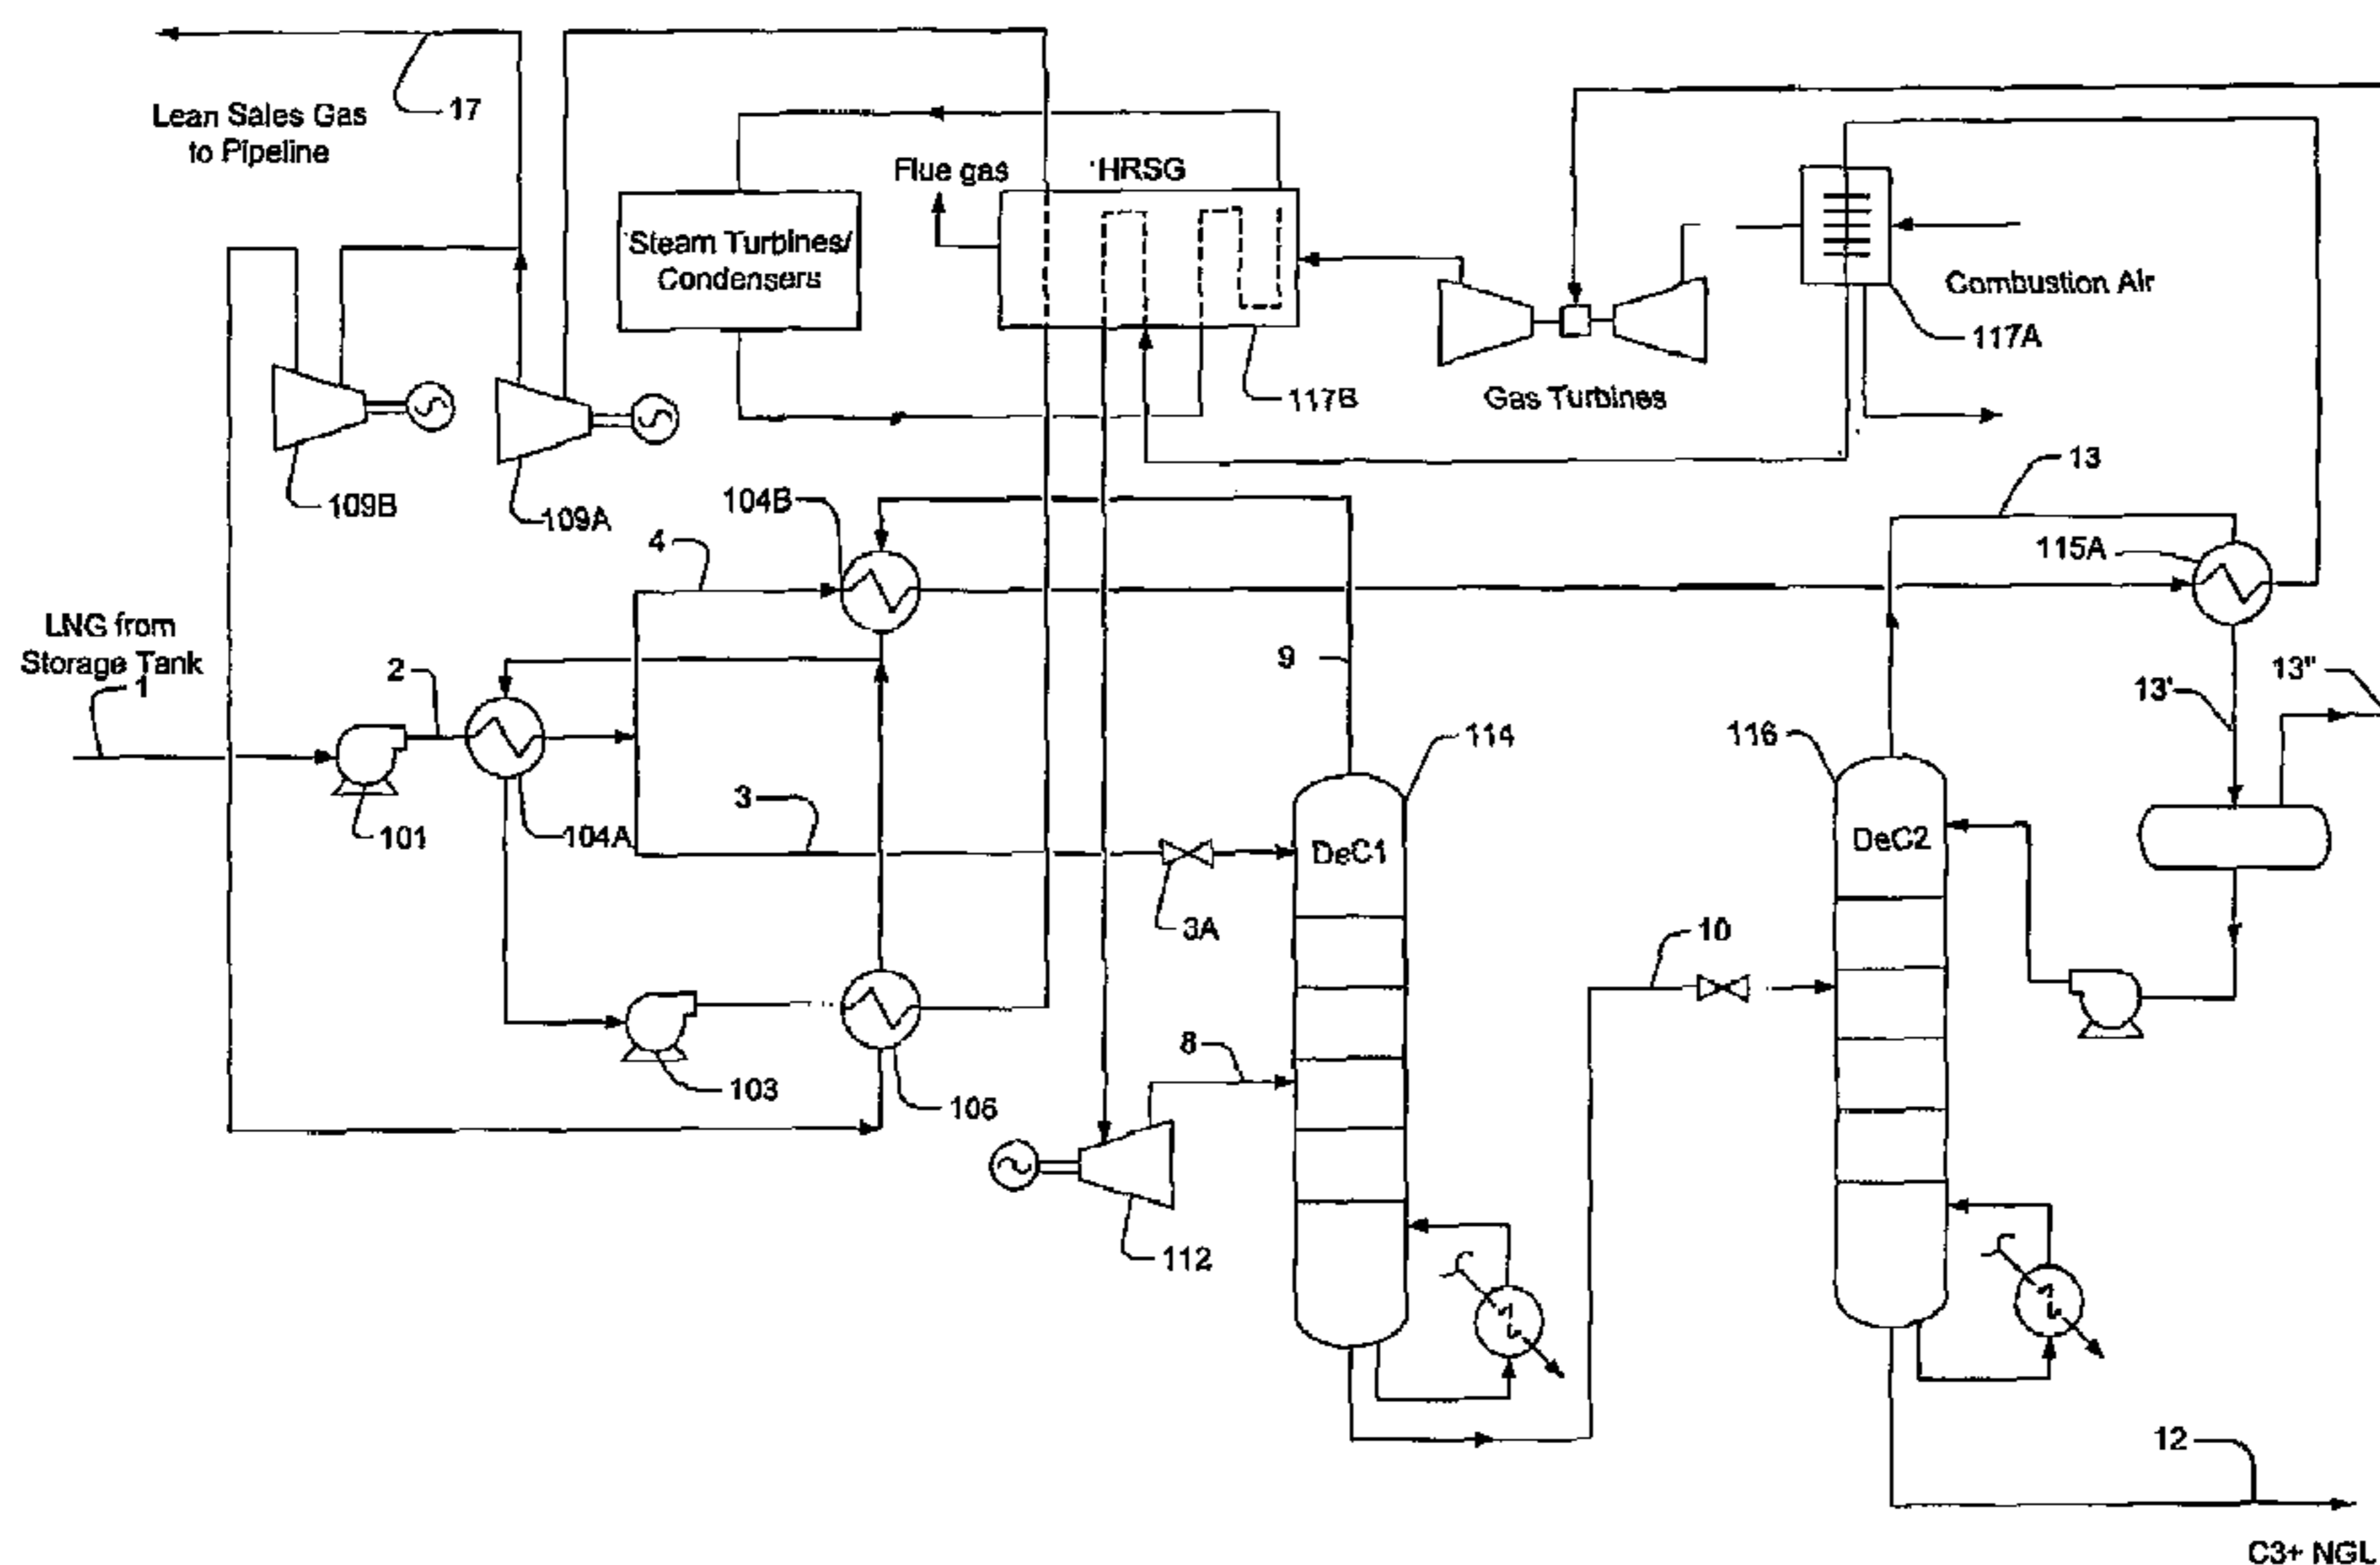 17
Lean Sales Gas
to Pipeline
Flue gas
HRSG
Steam Turbines/
Condensers
Combustion Air
117A
117B
Gas Turbines
13
109B
109A
104B
4
115A
LNG from
Storage Tank
1
2
9
13'
13"
114
116
3
101
104A
DeC1
DeC2
3A
10
8
103
106
112
12
C3+ NGL